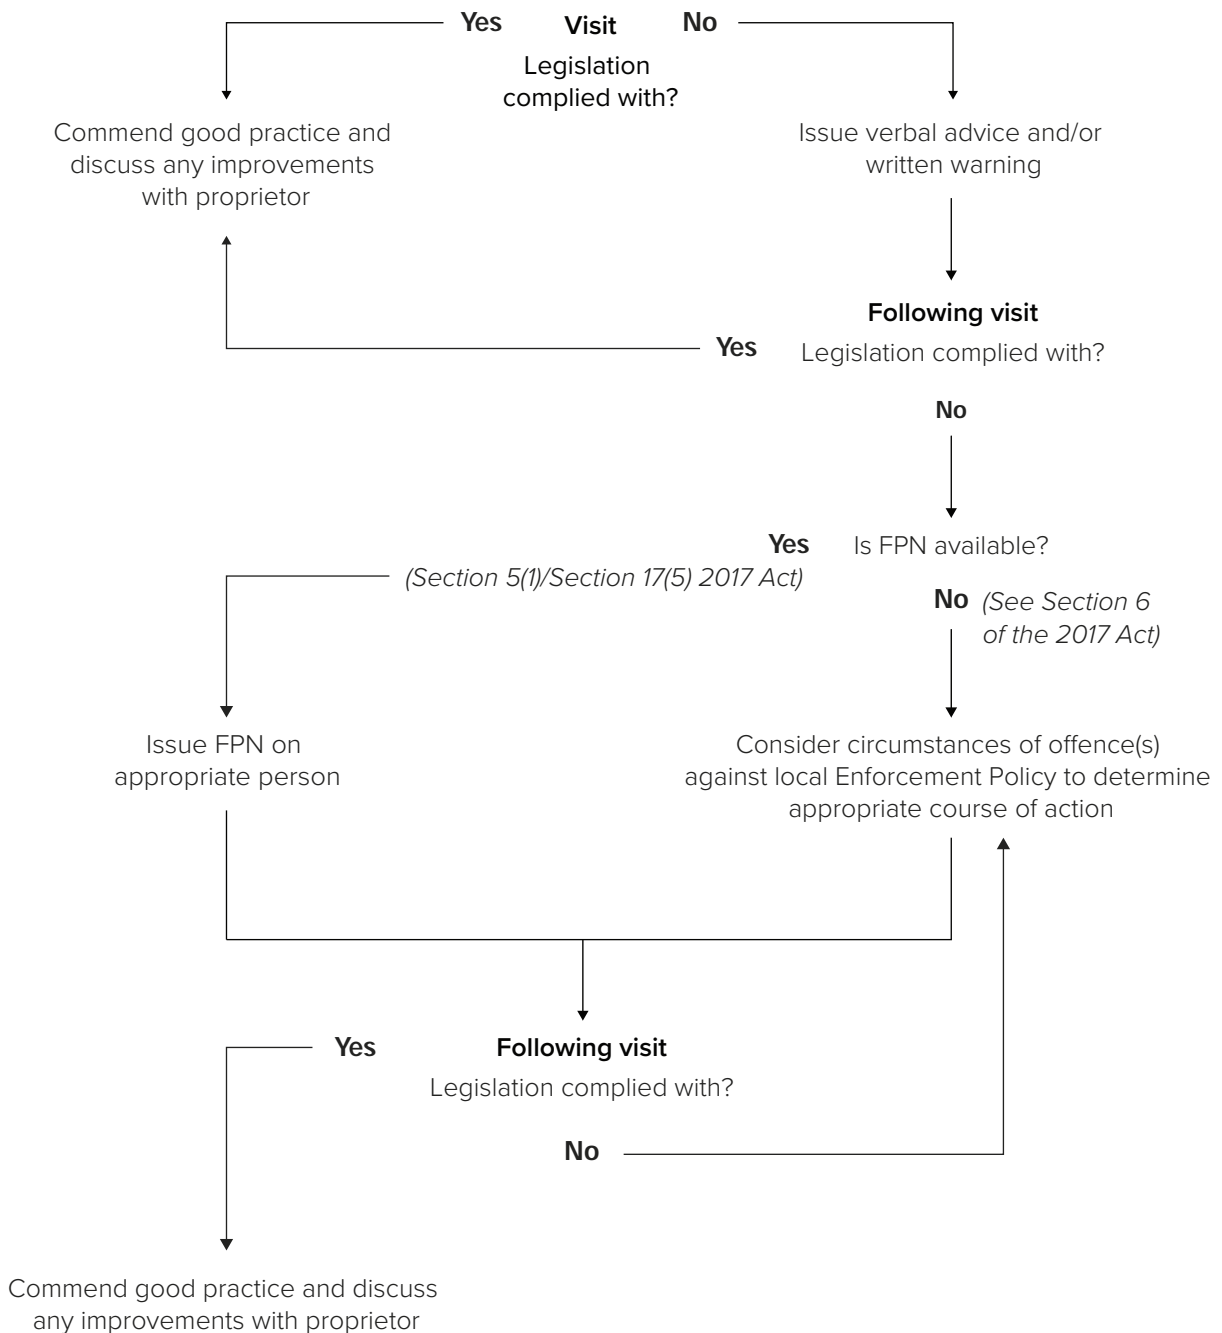 Yes
Visit
No
Legislation
complied with?
Commend good practice and
discuss any improvements
with proprietor
Issue verbal advice and/or
written warning
Following visit
Yes
Legislation complied with?
No
Yes
Is FPN available?
(Section 5(1)/Section 17(5) 2017 Act)
No
(See Section 6
of the 2017 Act)
Issue FPN on
appropriate person
Consider circumstances of offence(s)
against local Enforcement Policy to determine
appropriate course of action
Yes
Following visit
Legislation complied with?
No
Commend good practice and discuss
any improvements with proprietor